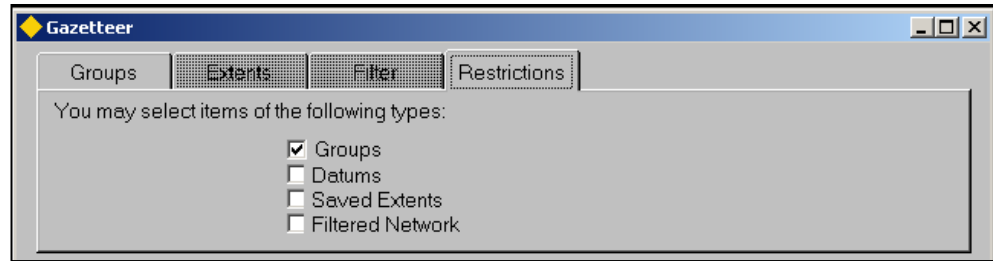 Gazetteer
Groups Extents Filter Restrictions
You may select items of the following types:
Groups
Datums
Saved Extents
Filtered Network